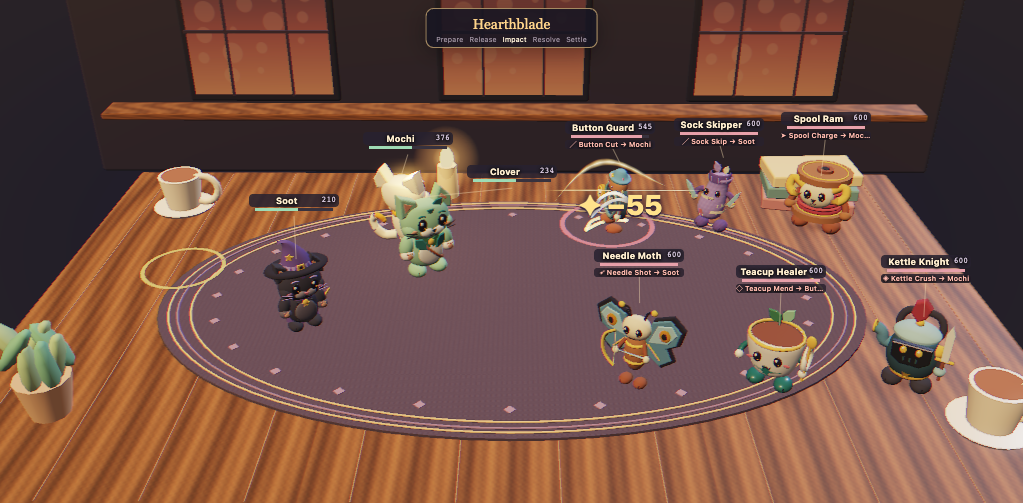 Hearthblade
Prepare Release Impact Resolve Settle
Mochi 376
Clover 234
Soot 210
Button Guard 545
Button Cut → Mochi
Sock Skipper 600
Sock Skip → Soot
Spool Ram 600
Spool Charge → Moc...
-55
Needle Moth 600
Needle Shot → Soot
Teacup Healer 600
Teacup Mend → But...
Kettle Knight 600
Kettle Crush → Mochi